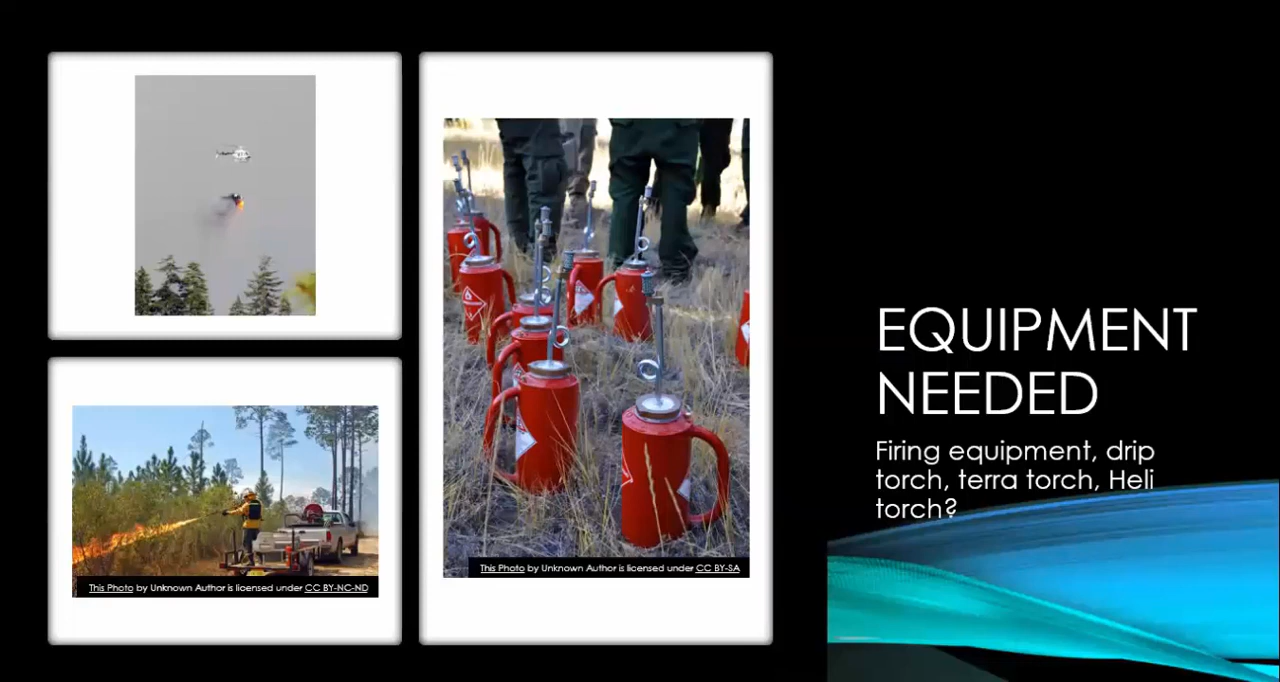 This Photo by Unknown Author is licensed under CC BY-NC-ND
This Photo by Unknown Author is licensed under CC BY-SA
EQUIPMENT
NEEDED
Firing equipment, drip
torch, terra torch, Heli
torch?